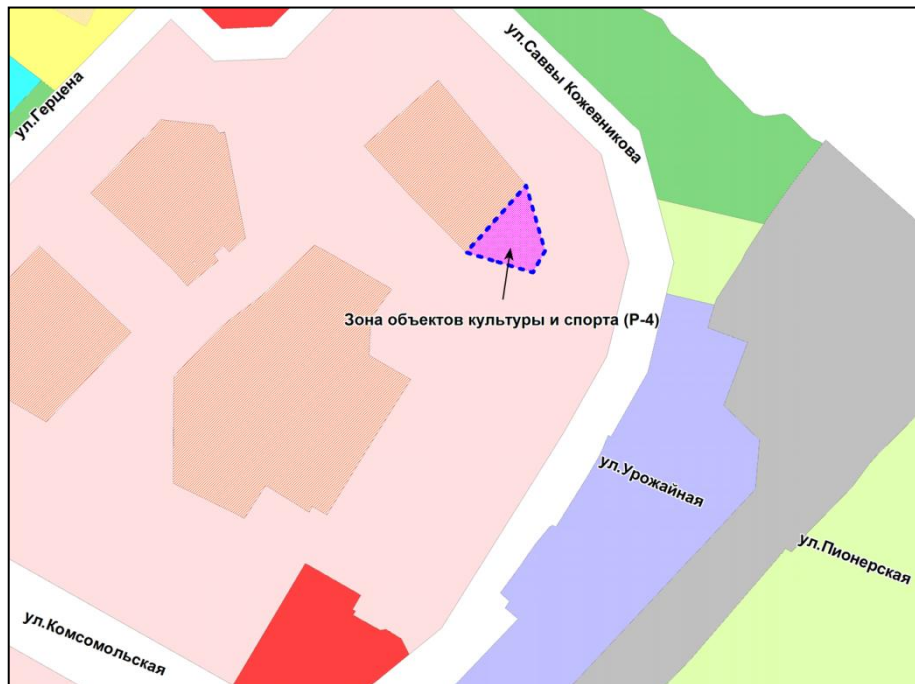 ул.Саввы Кожевникова
ул.Герцена
Зона объектов культуры и спорта (Р-4)
ул.Урожайная
ул.Пионерская
ул.Комсомольская